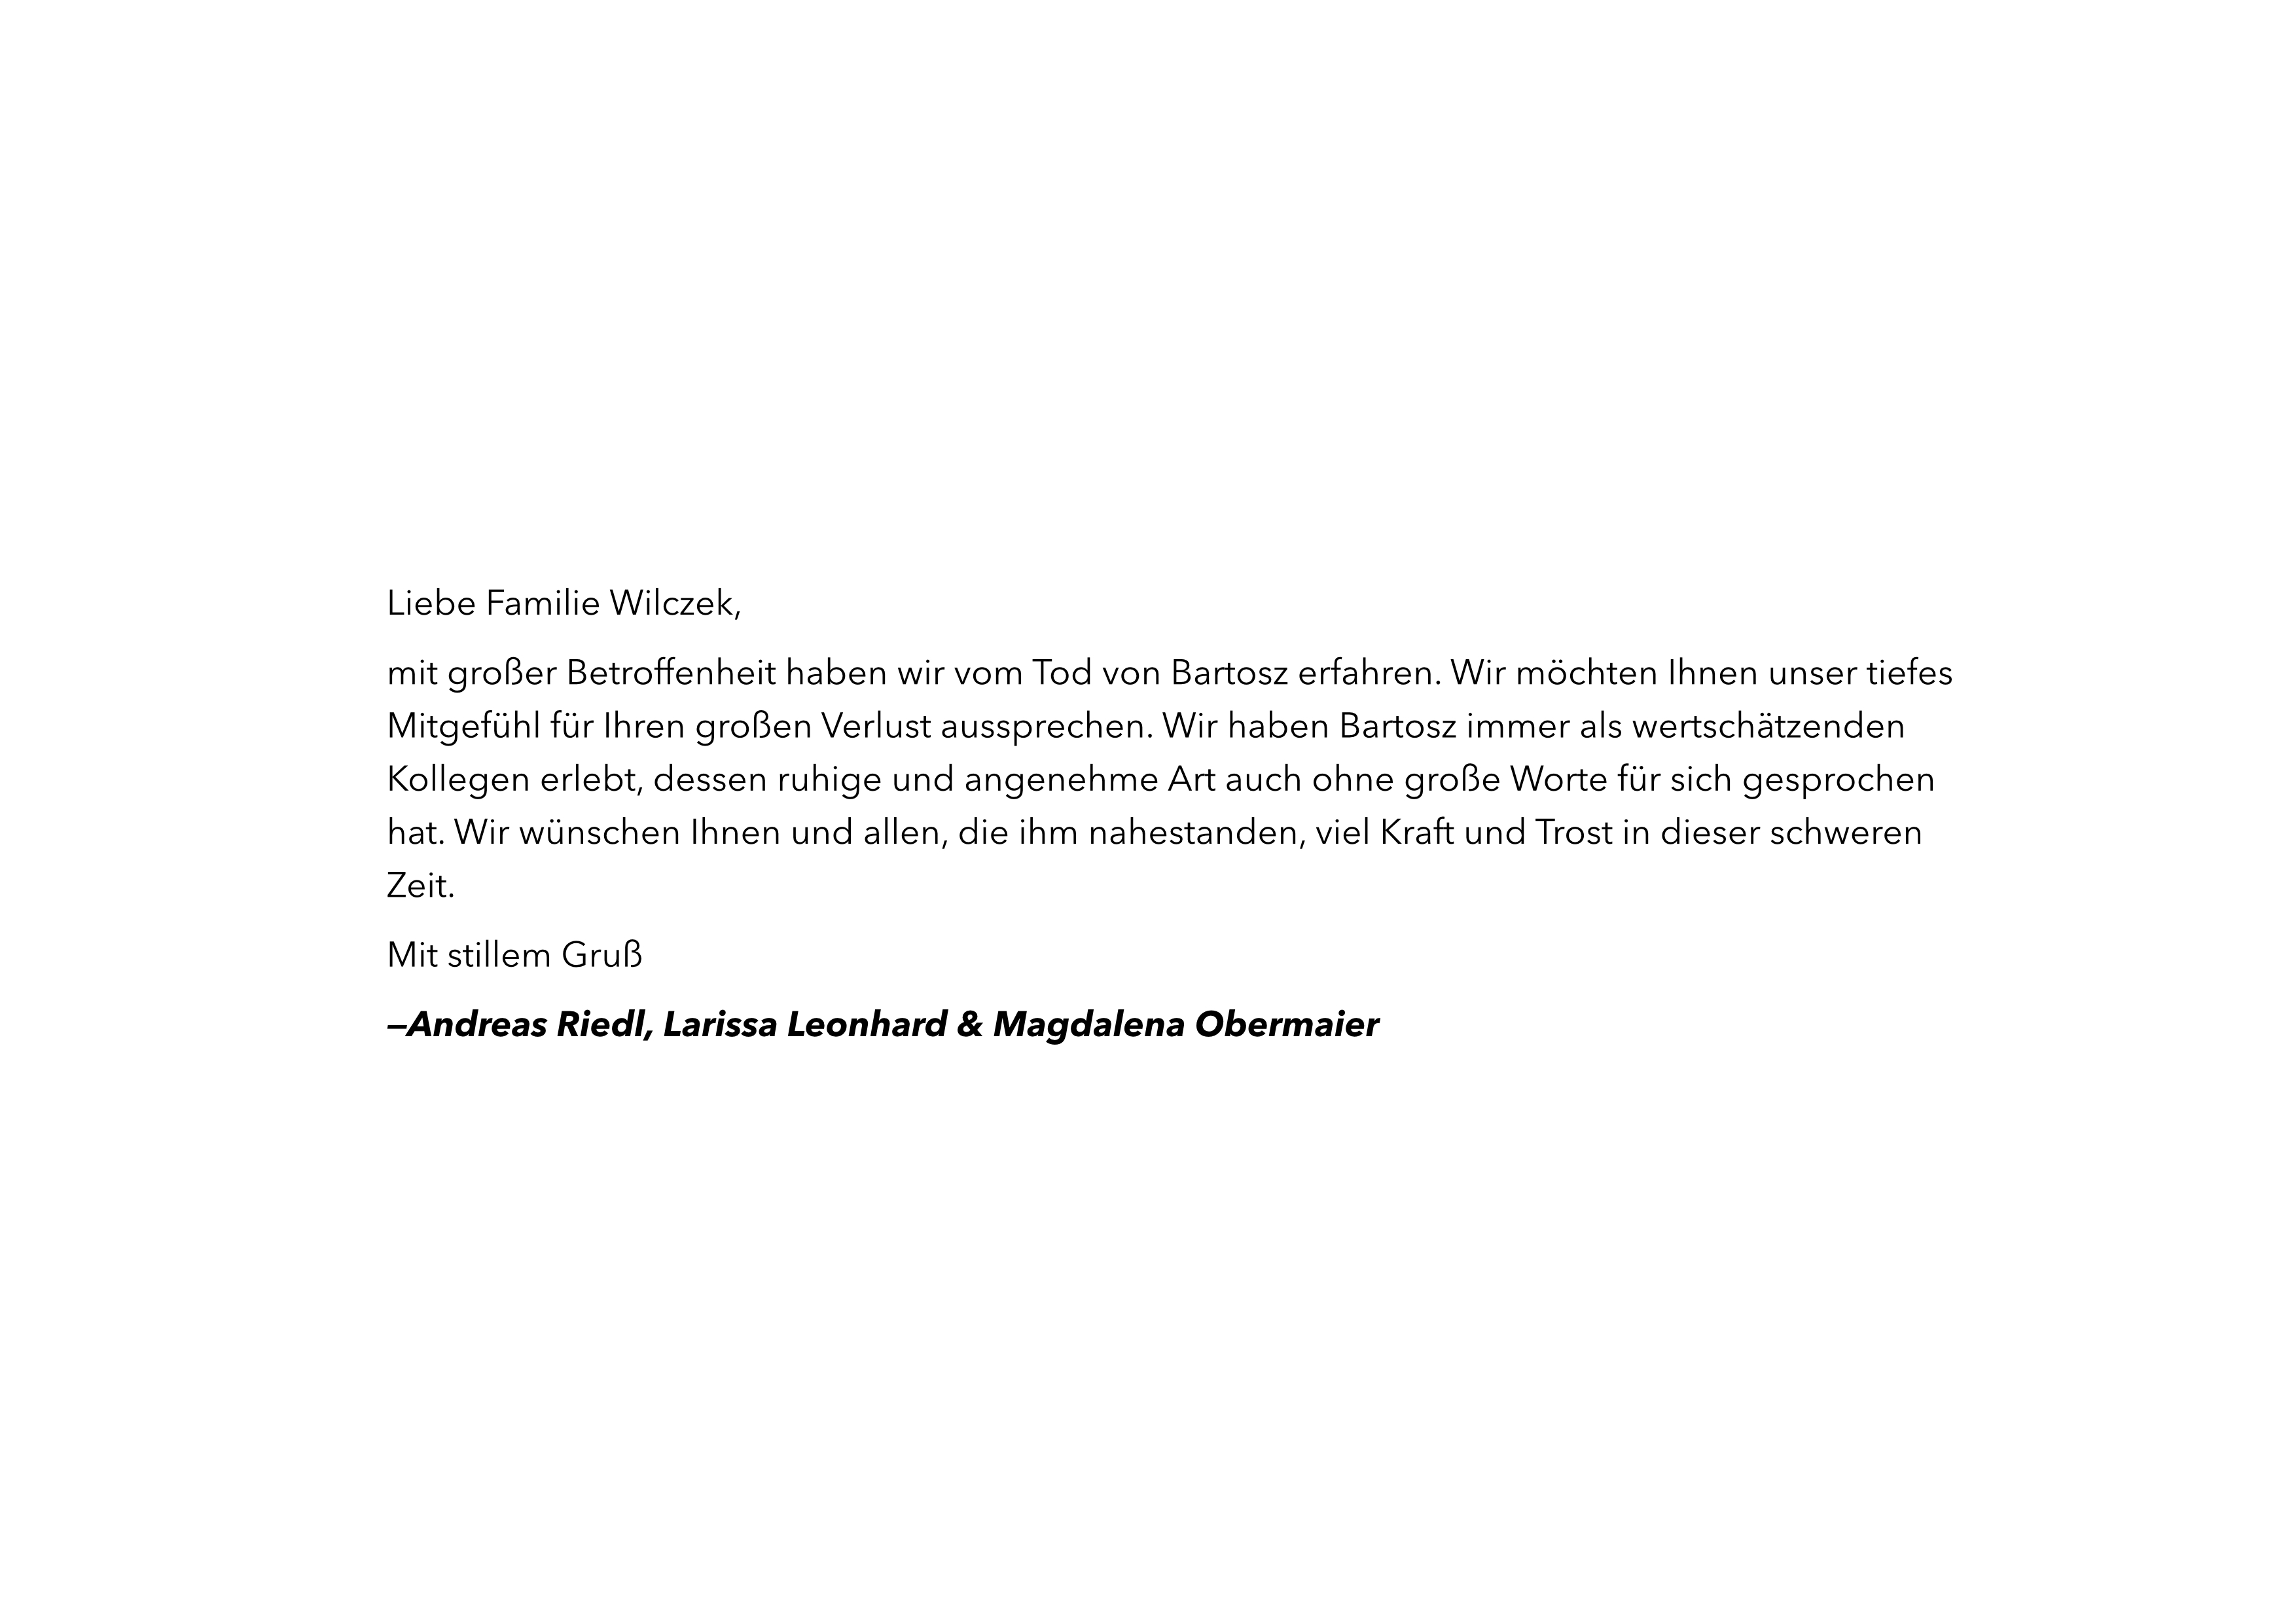 Liebe Familie Wilczek,
mit großer Betroffenheit haben wir vom Tod von Bartosz erfahren. Wir möchten Ihnen unser tiefes
Mitgefühl für Ihren großen Verlust aussprechen. Wir haben Bartosz immer als wertschätzenden
Kollegen erlebt, dessen ruhige und angenehme Art auch ohne große Worte für sich gesprochen
hat. Wir wünschen Ihnen und allen, die ihm nahestanden, viel Kraft und Trost in dieser schweren
Zeit.
Mit stillem Gruß
—Andreas Riedl, Larissa Leonhard & Magdalena Obermaier